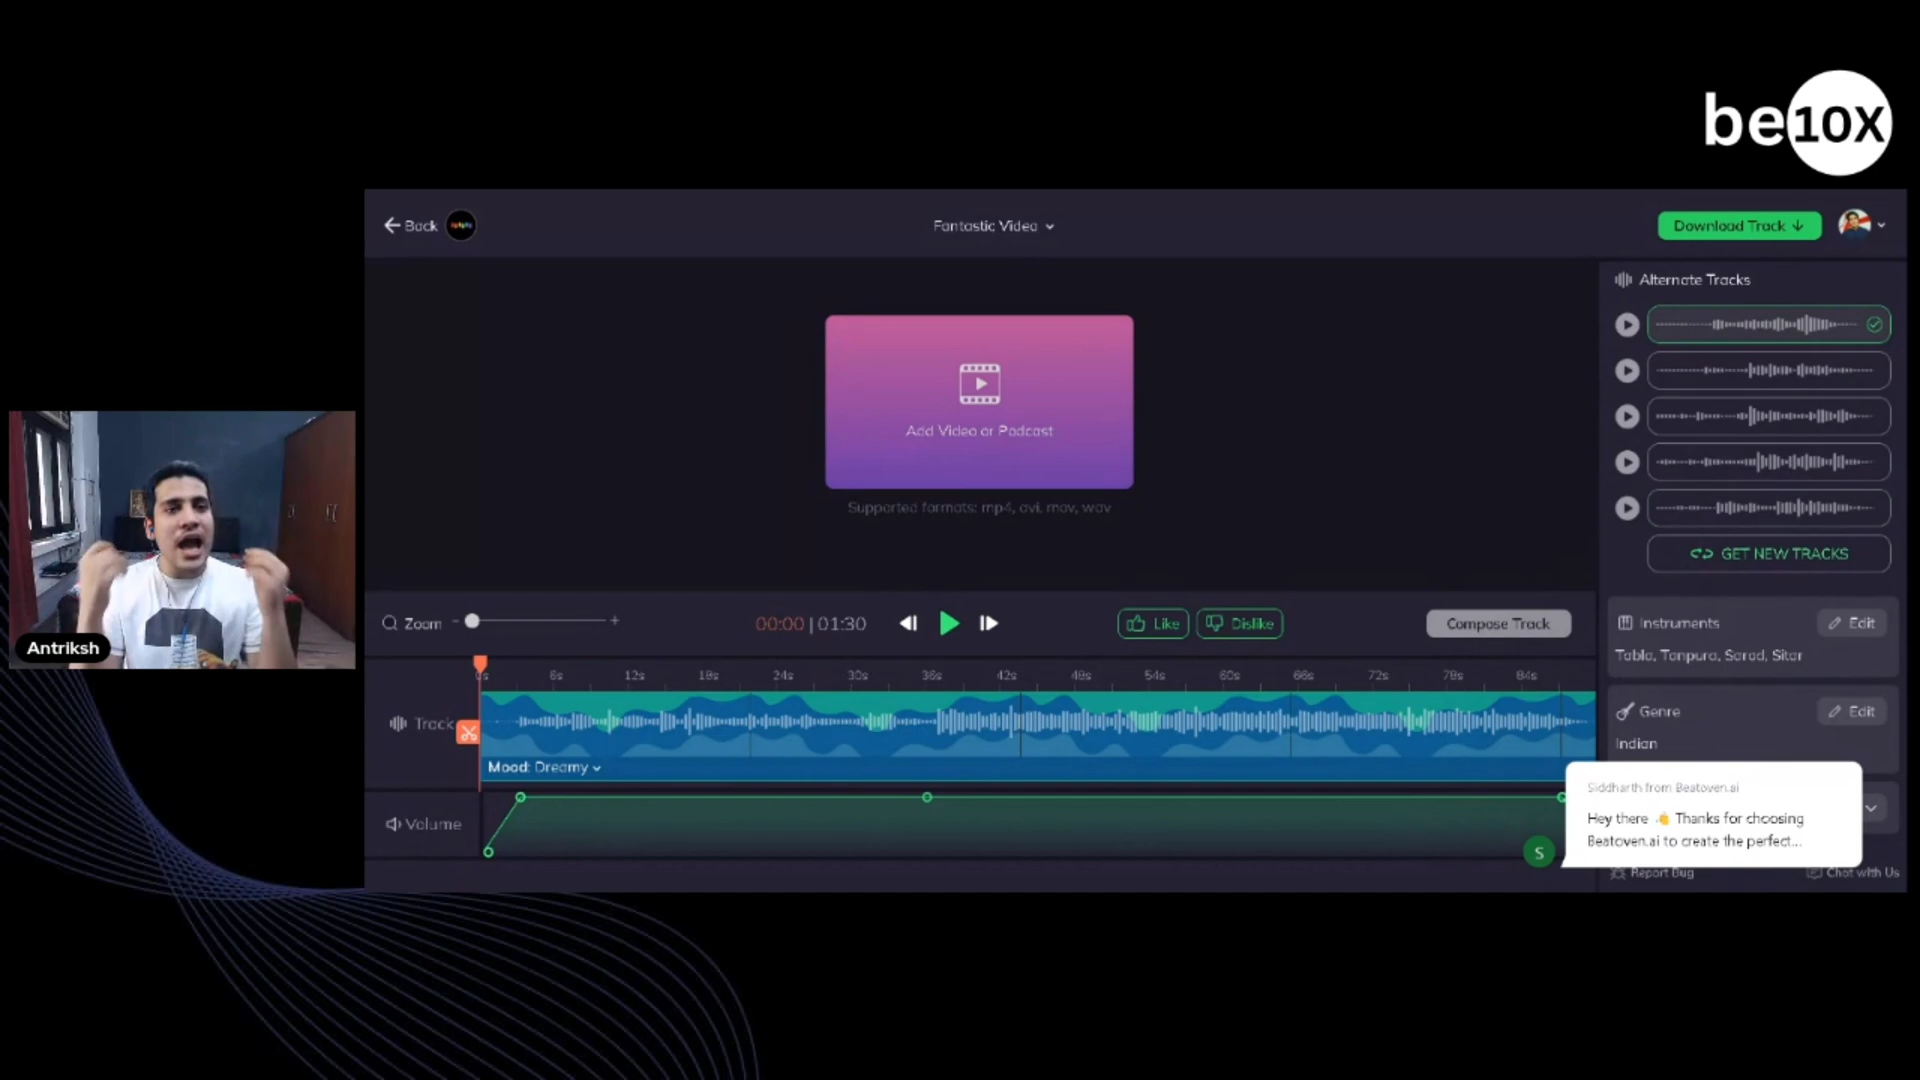 be10X
Back
Fantastic Video
Download Track
Alternate Tracks
Add Video or Podcast
Supported formats: mp4, avi, mov, wav
GET NEW TRACKS
Antriksh
Zoom - +
00:00 | 01:30
Like
Dislike
Compose Track
Instruments
Edit
Tabla, Tanpura, Sarod, Sitar
0s 6s 12s 18s 24s 30s 36s 42s 48s 54s 60s 66s 72s 78s 84s
Track
Genre
Edit
Indian
Mood: Dreamy
Siddharth from Beatoven.ai
Hey there 👋 Thanks for choosing
Beatoven.ai to create the perfect...
Volume
S
Report Bug
Chat with Us